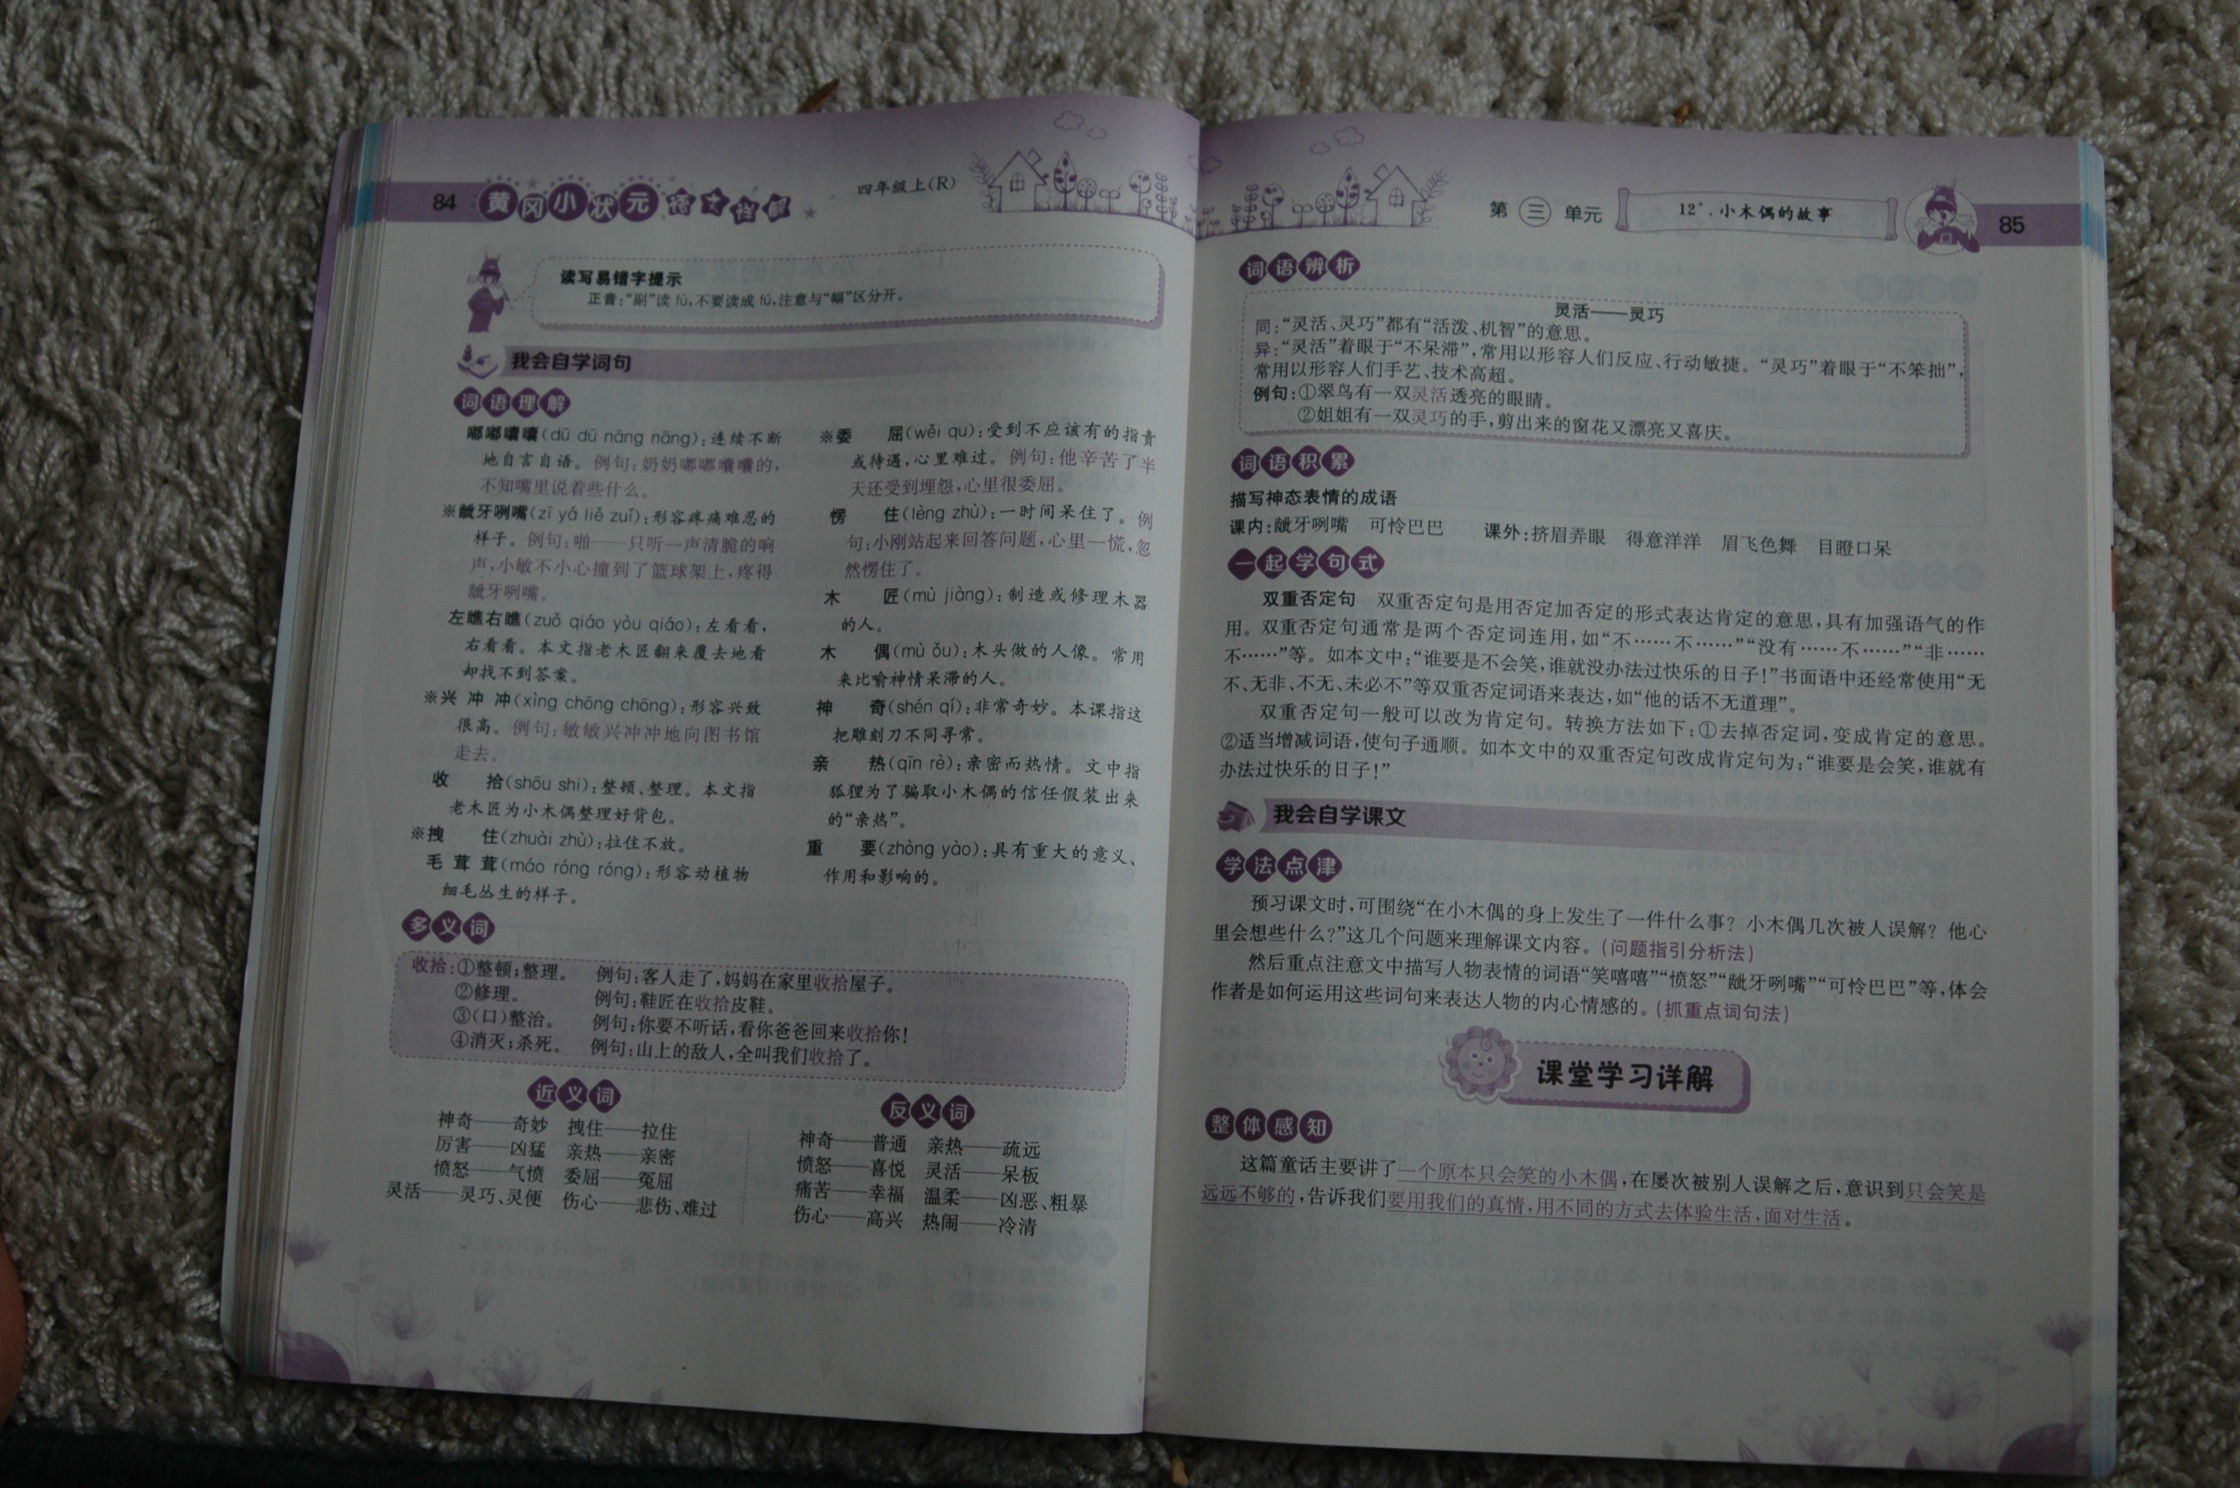 84
黄冈小状元
四年级上(R)
读写易错字提示
正音:“副”读 fù,不要读成 fú,注意与“幅”区分开。
我会自学词句
词语理解
嘟嘟囔囔(dū dū nāng nāng):连续不断
地自言自语。例句:奶奶嘟嘟囔囔的,
不知嘴里说着些什么。
※龇牙咧嘴(zī yá liě zuǐ):形容疼痛难忍的
样子。例句:啪——只听一声清脆的响
声,小敏不小心撞到了篮球架上,疼得
龇牙咧嘴。
左瞧右瞧(zuǒ qiáo yòu qiáo):左看看,
右看看。本文指老木匠翻来覆去地看
却找不到答案。
※兴冲冲(xìng chōng chōng):形容兴致
很高。例句:敏敏兴冲冲地向图书馆
走去。
收拾(shōu shi):整顿、整理。本文指
老木匠为小木偶整理好背包。
※拽住(zhuài zhù):拉住不放。
毛茸茸(máo róng róng):形容动植物
细毛丛生的样子。
※委屈(wěi qu):受到不应该有的指责
或待遇,心里难过。例句:他辛苦了半
天还受到埋怨,心里很委屈。
愣住(lèng zhù):一时间呆住了。例
句:小刚站起来回答问题,心里一慌,忽
然愣住了。
木匠(mù jiàng):制造或修理木器
的人。
木偶(mù ǒu):木头做的人像。常用
来比喻神情呆滞的人。
神奇(shén qí):非常奇妙。本课指这
把雕刻刀不同寻常。
亲热(qīn rè):亲密而热情。文中指
狐狸为了骗取小木偶的信任假装出来
的“亲热”。
重要(zhòng yào):具有重大的意义、
作用和影响的。
多义词
收拾:①整顿;整理。 例句:客人走了,妈妈在家里收拾屋子。
②修理。 例句:鞋匠在收拾皮鞋。
③(口)整治。 例句:你要不听话,看你爸爸回来收拾你!
④消灭;杀死。 例句:山上的敌人,全叫我们收拾了。
近义词
神奇——奇妙 拽住——拉住
厉害——凶猛 亲热——亲密
愤怒——气愤 委屈——冤屈
灵活——灵巧、灵便 伤心——悲伤、难过
反义词
神奇——普通 亲热——疏远
愤怒——喜悦 灵活——呆板
痛苦——幸福 温柔——凶恶、粗暴
伤心——高兴 热闹——冷清
第三单元
12*.小木偶的故事
85
词语辨析
灵活——灵巧
同:“灵活、灵巧”都有“活泼、机智”的意思。
异:“灵活”着眼于“不呆滞”,常用以形容人们反应、行动敏捷。“灵巧”着眼于“不笨拙”,
常用以形容人们手艺、技术高超。
例句:①翠鸟有一双灵活透亮的眼睛。
②姐姐有一双灵巧的手,剪出来的窗花又漂亮又喜庆。
词语积累
描写神态表情的成语
课内:龇牙咧嘴 可怜巴巴 课外:挤眉弄眼 得意洋洋 眉飞色舞 目瞪口呆
一起学句式
双重否定句 双重否定句是用否定加否定的形式表达肯定的意思,具有加强语气的作
用。双重否定句通常是两个否定词连用,如“不……不……”“没有……不……”“非……
不……”等。如本文中:“谁要是不会笑,谁就没办法过快乐的日子!”书面语中还经常使用“无
不、无非、不无、未必不”等双重否定词语来表达,如“他的话不无道理”。
双重否定句一般可以改为肯定句。转换方法如下:①去掉否定词,变成肯定的意思。
②适当增减词语,使句子通顺。如本文中的双重否定句改成肯定句为:“谁要是会笑,谁就有
办法过快乐的日子!”
我会自学课文
学法点津
预习课文时,可围绕“在小木偶的身上发生了一件什么事?小木偶几次被人误解?他心
里会想些什么?”这几个问题来理解课文内容。(问题指引分析法)
然后重点注意文中描写人物表情的词语“笑嘻嘻”“愤怒”“龇牙咧嘴”“可怜巴巴”等,体会
作者是如何运用这些词句来表达人物的内心情感的。(抓重点词句法)
课堂学习详解
整体感知
这篇童话主要讲了一个原本只会笑的小木偶,在屡次被别人误解之后,意识到只会笑是
远远不够的,告诉我们要用我们的真情,用不同的方式去体验生活,面对生活。